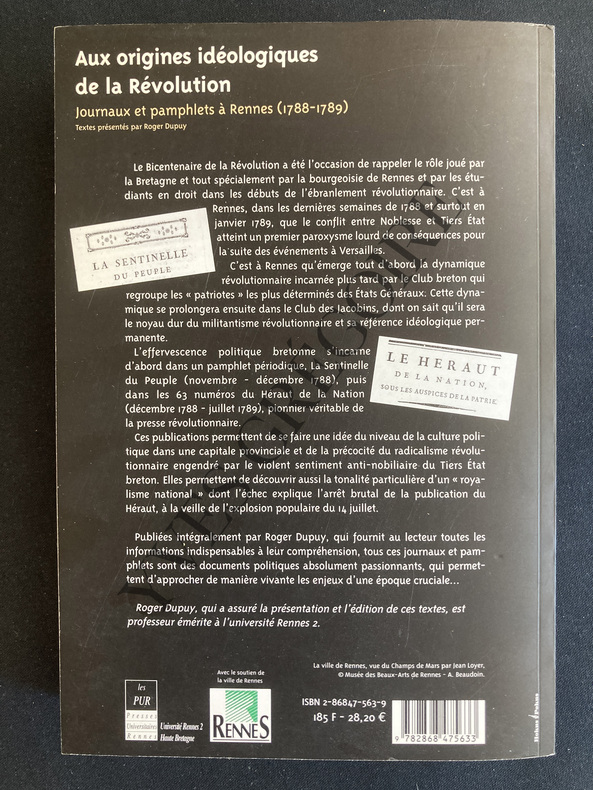 Aux origines idéologiques
de la Révolution
Journaux et pamphlets à Rennes (1788-1789)
Textes présentés par Roger Dupuy
Le Bicentenaire de la Révolution a été l'occasion de rappeler le rôle joué par
la Bretagne et tout spécialement par la bourgeoisie de Rennes et par les étu-
diants en droit dans les débuts de l'ébranlement révolutionnaire. C'est à
Rennes, dans les dernières semaines de 1788 et surtout en
janvier 1789, que le conflit entre Noblesse et Tiers État
atteint un premier paroxysme lourd de conséquences pour
la suite des événements à Versailles.
LA SENTINELLE
DU PEUPLE
C'est à Rennes qu'émerge tout d'abord la dynamique
révolutionnaire incarnée plus tard par le Club breton qui
regroupe les « patriotes » les plus déterminés des États Généraux. Cette dyna-
mique se prolongera ensuite dans le Club des Jacobins, dont on sait qu'il sera
le noyau dur du militantisme révolutionnaire et sa référence idéologique per-
manente.
L'effervescence politique bretonne s'incarne
d'abord dans un pamphlet périodique, La Sentinelle
du Peuple (novembre - décembre 1788), puis
dans les 63 numéros du Héraut de la Nation
(décembre 1788 - juillet 1789), pionnier véritable de
la presse révolutionnaire.
LE HERAUT
DE LA NATION,
SOUS LES AUSPICES DE LA PATRIE.
Ces publications permettent de se faire une idée du niveau de la culture poli-
tique dans une capitale provinciale et de la précocité du radicalisme révolu-
tionnaire engendré par le violent sentiment anti-nobiliaire du Tiers État
breton. Elles permettent de découvrir aussi la tonalité particulière d'un « roya-
lisme national » dont l'échec explique l'arrêt brutal de la publication du
Héraut, à la veille de l'explosion populaire du 14 juillet.
Publiées intégralement par Roger Dupuy, qui fournit au lecteur toutes les
informations indispensables à leur compréhension, tous ces journaux et pam-
phlets sont des documents politiques absolument passionnants, qui permet-
tent d'approcher de manière vivante les enjeux d'une époque cruciale...
Roger Dupuy, qui a assuré la présentation et l'édition de ces textes, est
professeur émérite à l'université Rennes 2.
La ville de Rennes, vue du Champs de Mars par Jean Loyer,
© Musée des Beaux-Arts de Rennes - A. Beaudoin.
Avec le soutien de
la ville de Rennes
les
PUR
Presses
Universitaires
Rennes
Université Rennes 2
Haute Bretagne
RENNES
ISBN 2-86847-563-9
185 F – 28,20 €
9 782868 475633
YVES GRÉGOIRE